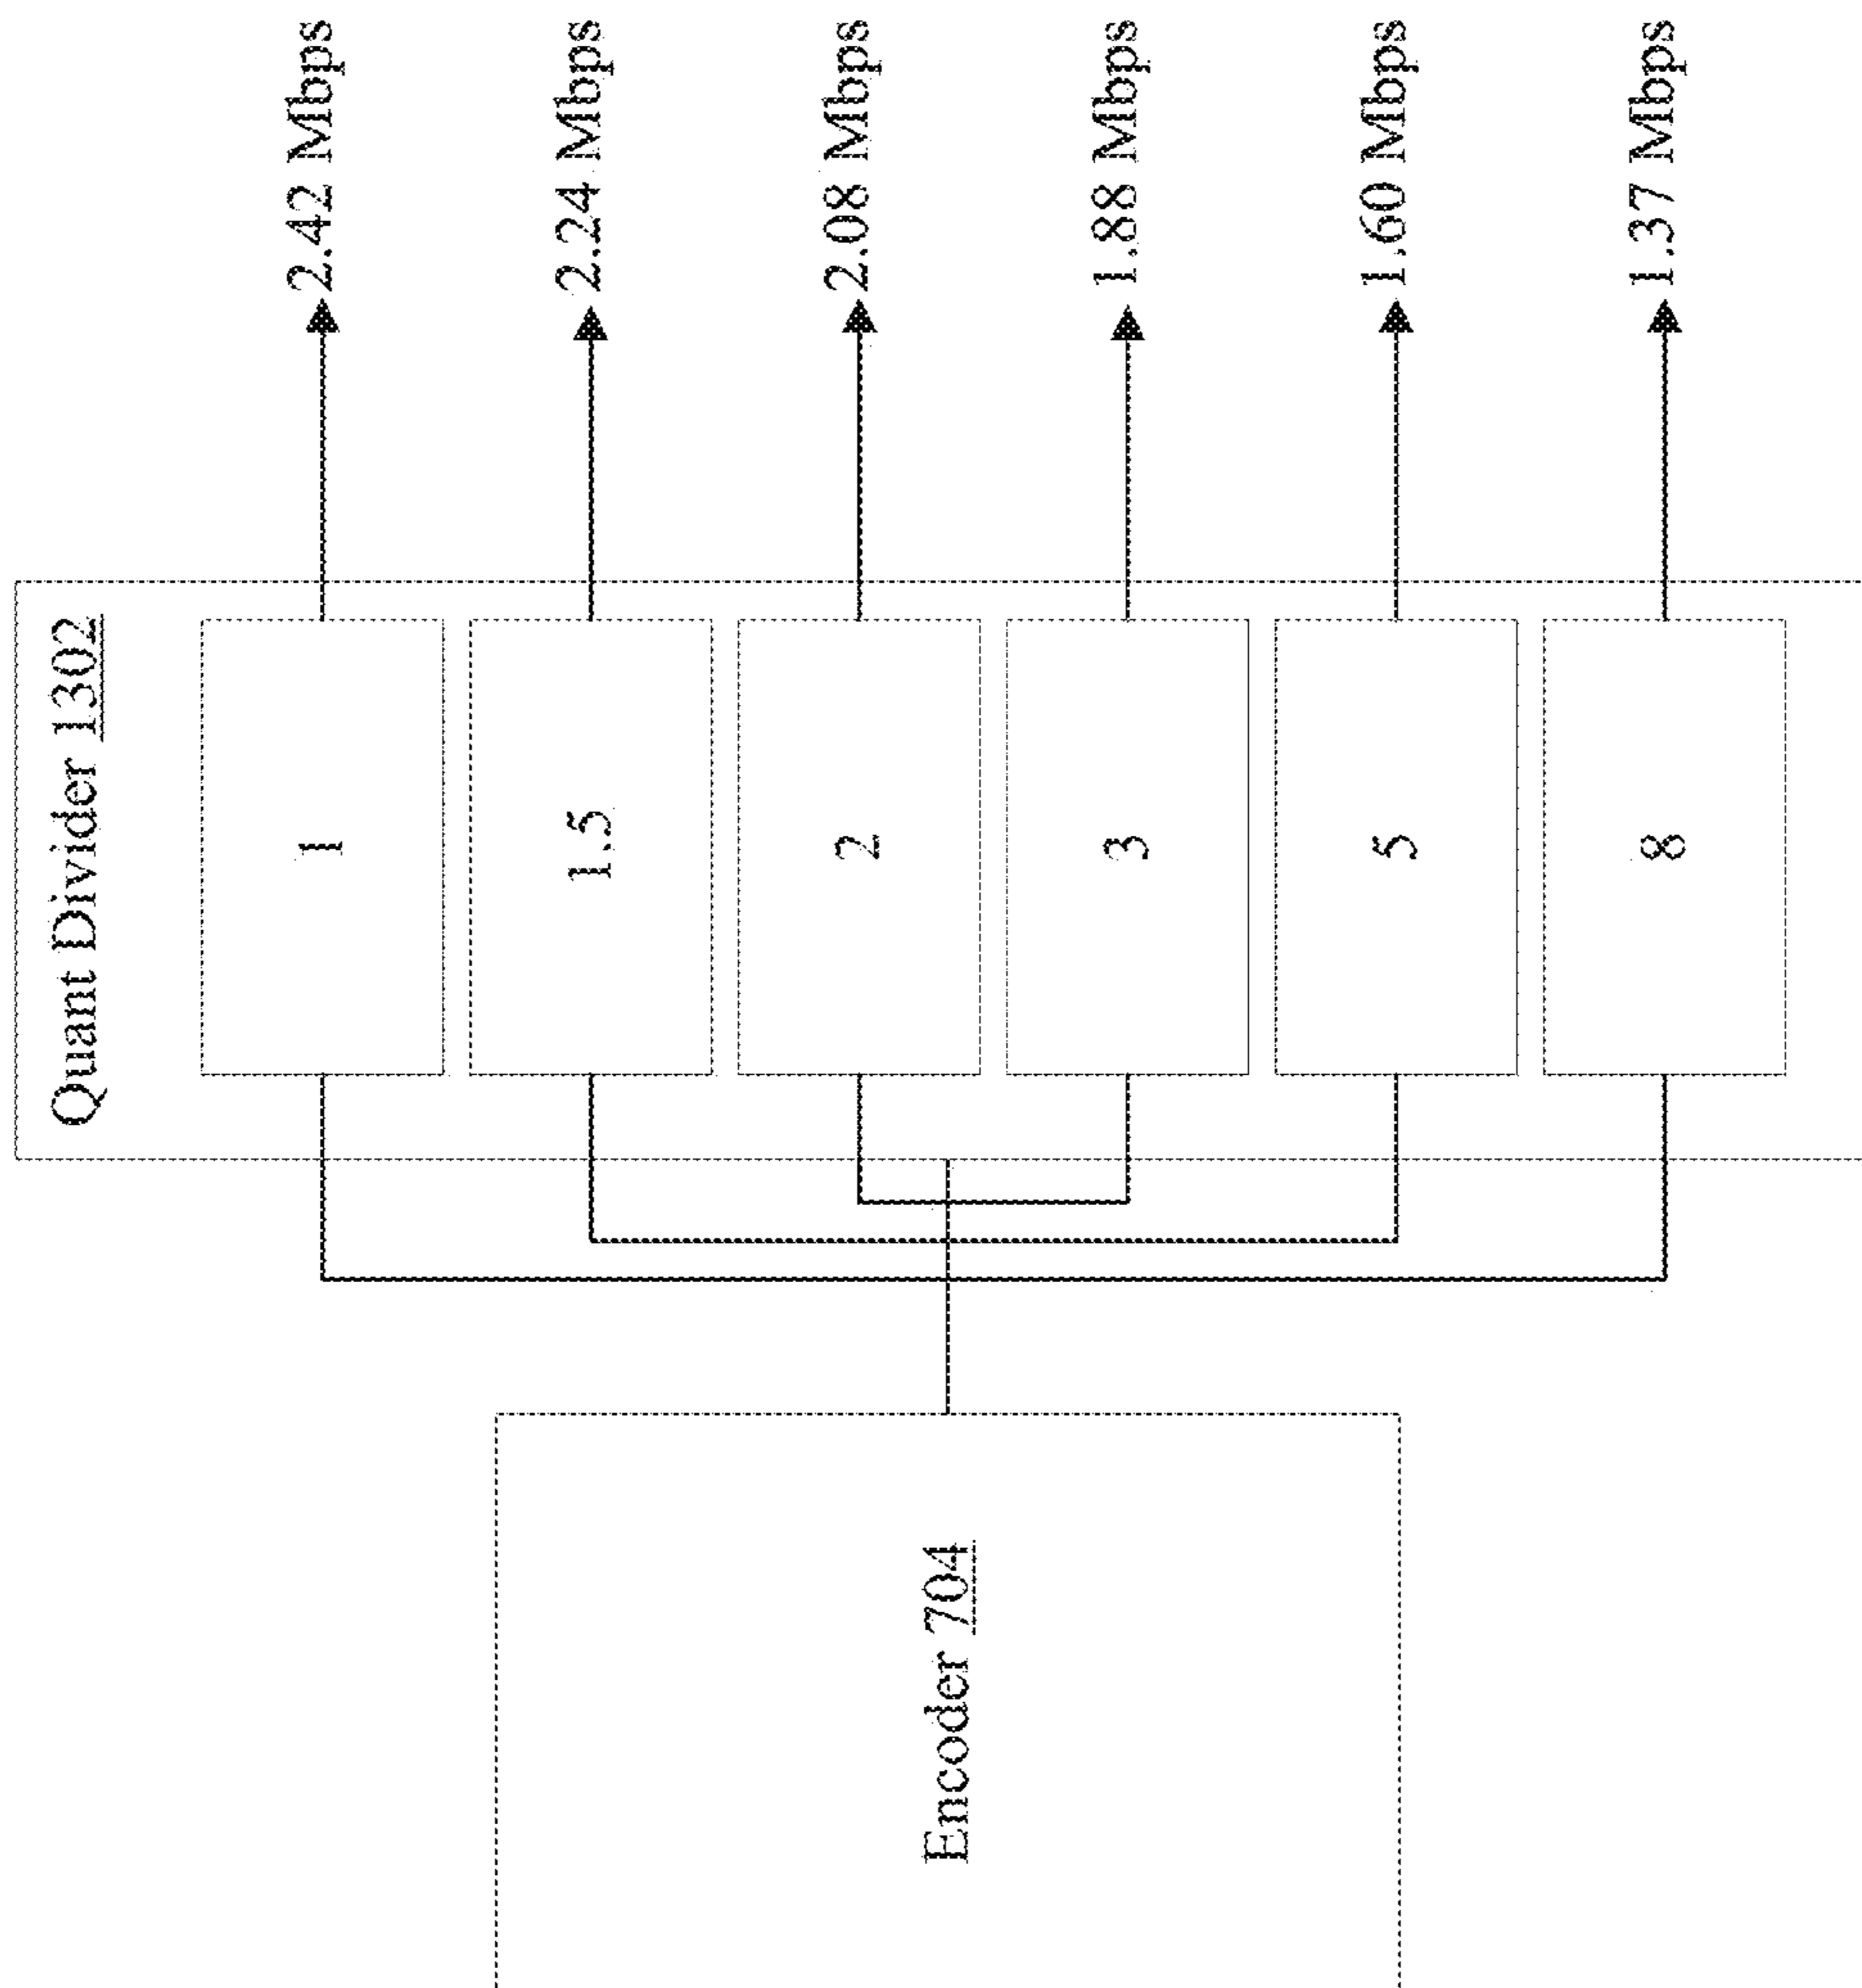 Quant Divider 1302
1
2.42 Mbps
1.5
2.24 Mbps
2
2.08 Mbps
3
1.88 Mbps
5
1.60 Mbps
8
1.37 Mbps
Encoder 704